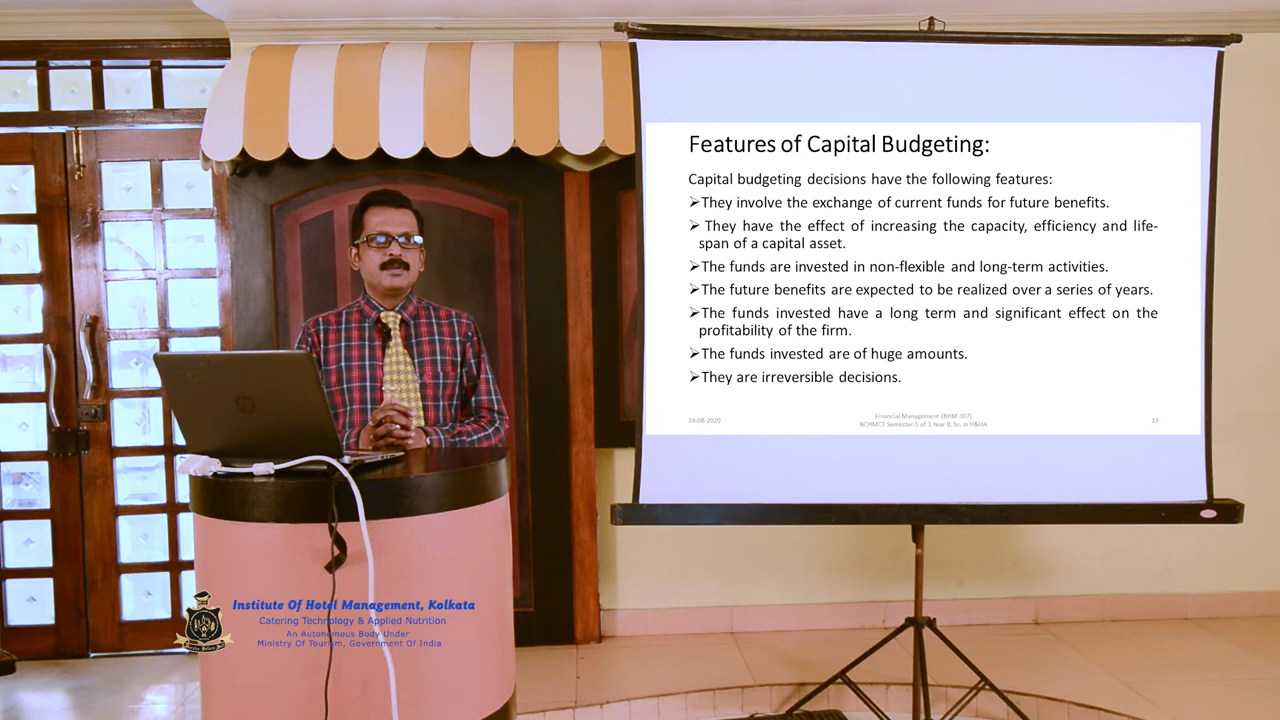 Features of Capital Budgeting:
Capital budgeting decisions have the following features:
➤They involve the exchange of current funds for future benefits.
➤ They have the effect of increasing the capacity, efficiency and life-
span of a capital asset.
➤The funds are invested in non-flexible and long-term activities.
➤The future benefits are expected to be realized over a series of years.
➤The funds invested have a long term and significant effect on the
profitability of the firm.
➤The funds invested are of huge amounts.
➤They are irreversible decisions.
24-08-2020
Financial Management (BHM 307)
NCHMCT Semester-5 of 3 Year B. Sc. in H&HA
13
Institute Of Hotel Management, Kolkata
Catering Technology & Applied Nutrition
An Autonomous Body Under
Ministry Of Tourism, Government Of India